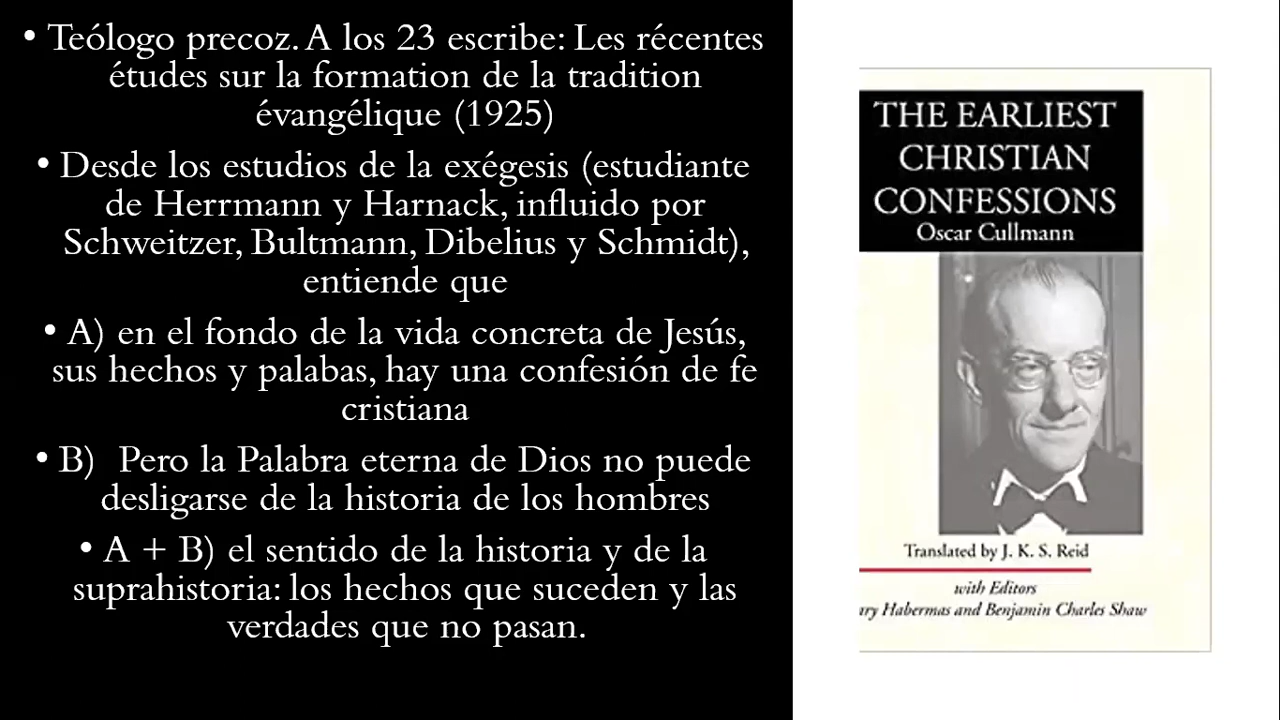 • Teólogo precoz. A los 23 escribe: Les récentes
études sur la formation de la tradition
évangélique (1925)
• Desde los estudios de la exégesis (estudiante
de Herrmann y Harnack, influido por
Schweitzer, Bultmann, Dibelius y Schmidt),
entiende que
• A) en el fondo de la vida concreta de Jesús,
sus hechos y palabas, hay una confesión de fe
cristiana
• B) Pero la Palabra eterna de Dios no puede
desligarse de la historia de los hombres
• A + B) el sentido de la historia y de la
suprahistoria: los hechos que suceden y las
verdades que no pasan.
THE EARLIEST
CHRISTIAN
CONFESSIONS
Oscar Cullmann
Translated by J. K. S. Reid
with Editors
ary Habermas and Benjamin Charles Shaw